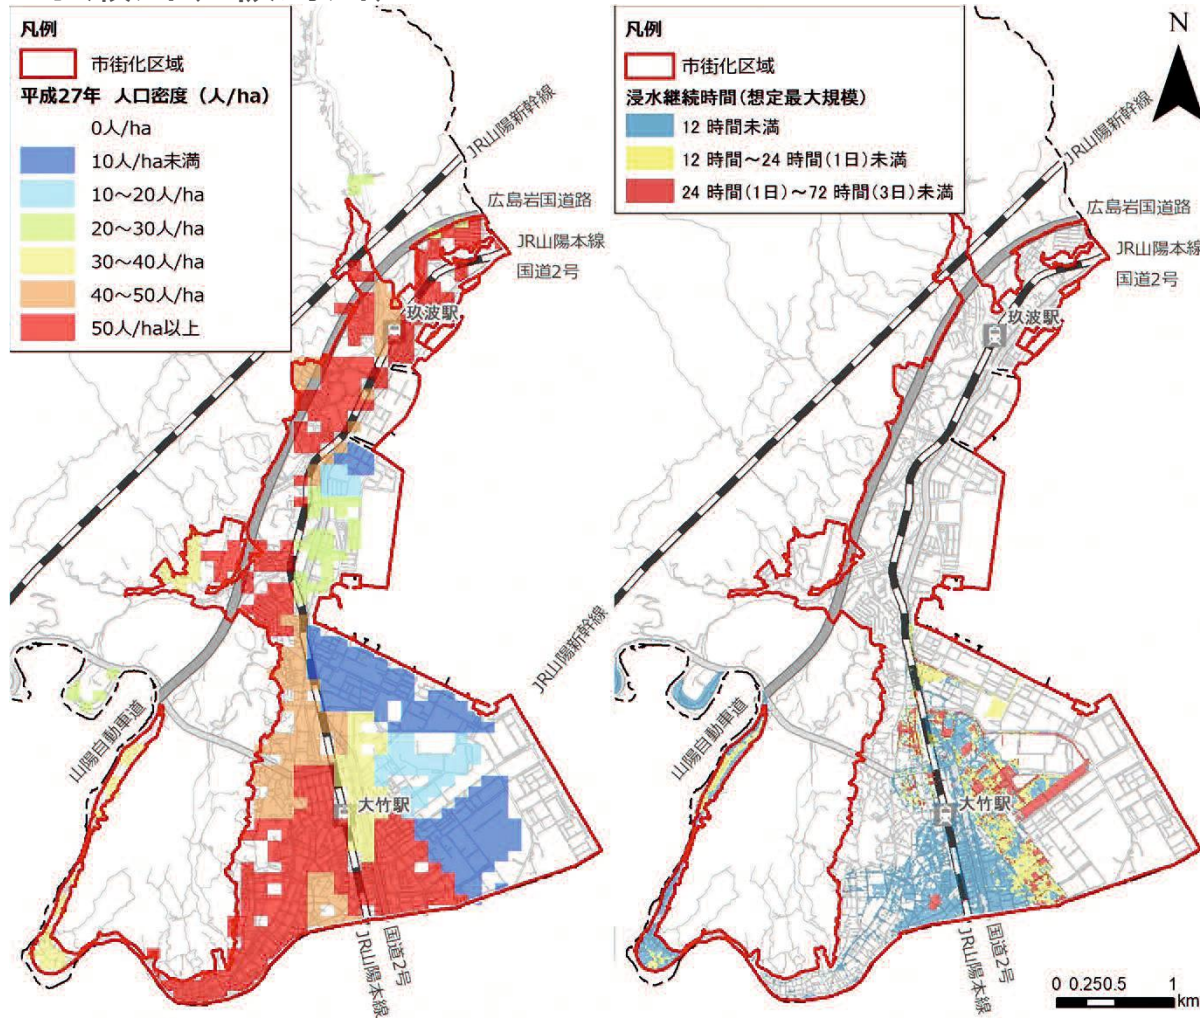 凡例
市街化区域
平成27年 人口密度（人/ha）
0人/ha
10人/ha未満
10～20人/ha
20～30人/ha
30～40人/ha
40～50人/ha
50人/ha以上
JR山陽新幹線
広島岩国道路
JR山陽本線
国道2号
玖波駅
山陽自動車道
大竹駅
国道2号
JR山陽本線
凡例
市街化区域
浸水継続時間(想定最大規模)
12 時間未満
12 時間～24 時間(1日)未満
24 時間(1日)～72 時間(3日)未満
N
JR山陽新幹線
広島岩国道路
JR山陽本線
国道2号
玖波駅
JR山陽新幹線
山陽自動車道
大竹駅
国道2号
JR山陽本線
0 0.250.5 1
km